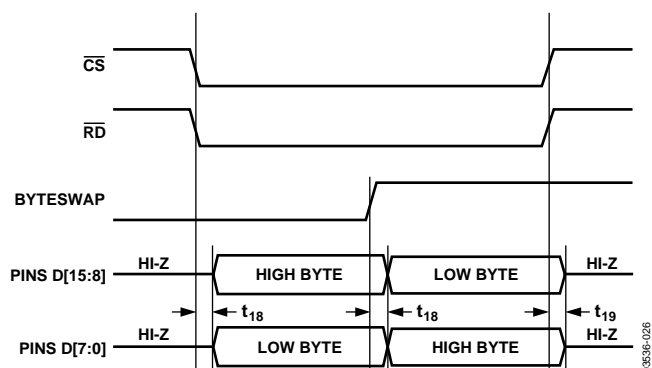 CS
RD
BYTESWAP
PINS D[15:8] HI-Z HIGH BYTE LOW BYTE HI-Z
t18 t18 t19
PINS D[7:0] HI-Z LOW BYTE HIGH BYTE HI-Z
3536-026